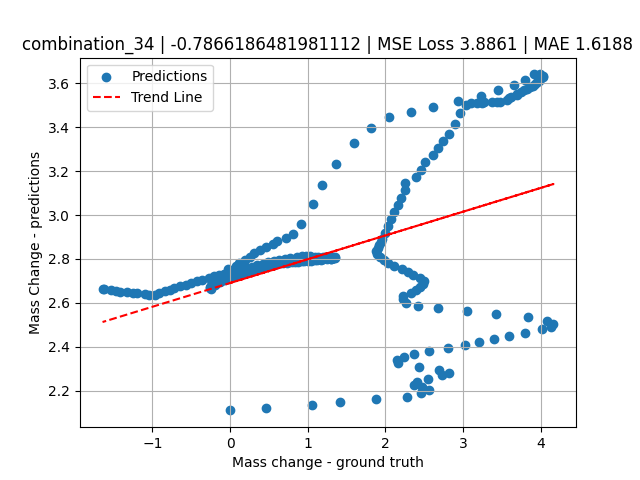 combination_34 | -0.7866186481981112 | MSE Loss 3.8861 | MAE 1.6188
Predictions
Trend Line
3.6
3.4
3.2
3.0
2.8
2.6
2.4
2.2
Mass Change - predictions
−1
0
1
2
3
4
Mass change - ground truth